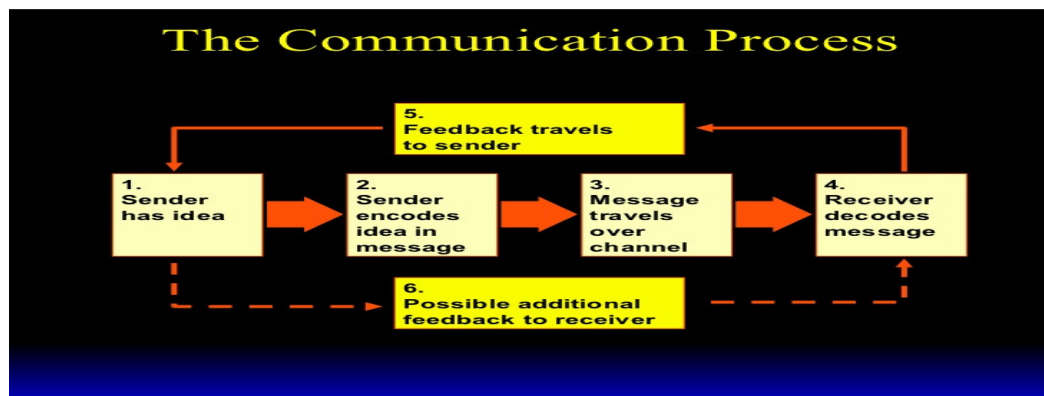 The Communication Process
5.
Feedback travels
to sender
1.
Sender
has idea
2.
Sender
encodes
idea in
message
3.
Message
travels
over
channel
4.
Receiver
decodes
message
6.
Possible additional
feedback to receiver